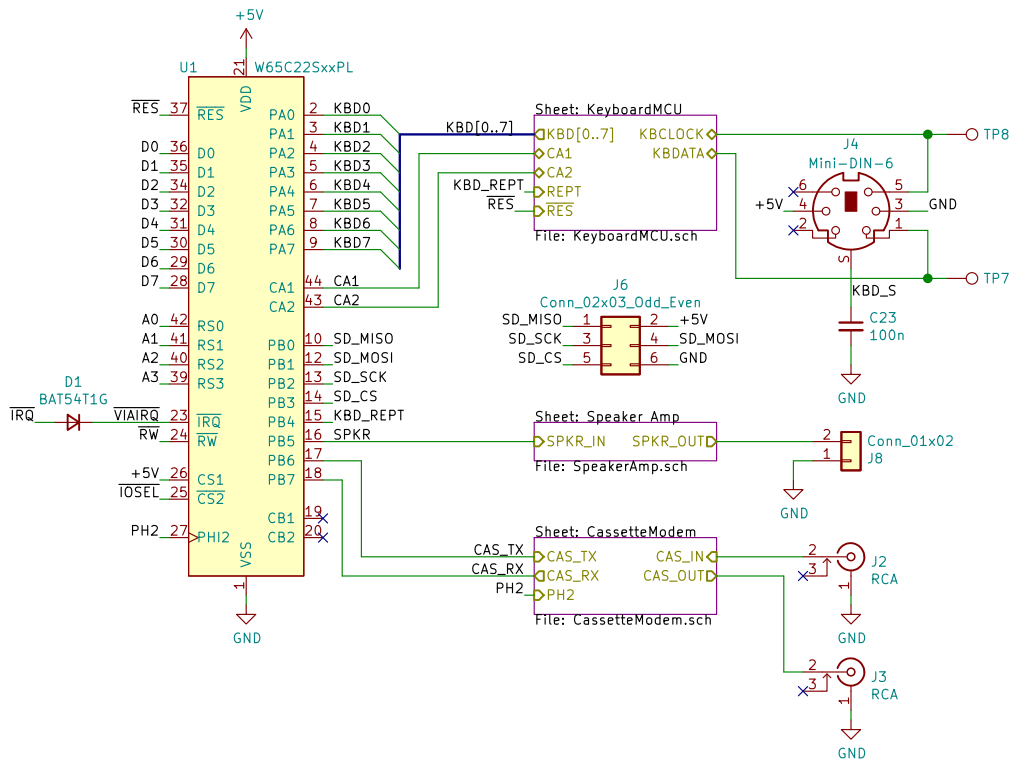 +5V
U1
W65C22SxxPL
21
VDD
RES
37
RES
D0
36
D0
D1
35
D1
D2
34
D2
D3
32
D3
D4
31
D4
D5
30
D5
D6
29
D6
D7
28
D7
A0
42
RS0
A1
41
RS1
A2
40
RS2
A3
39
RS3
D1
BAT54T1G
IRQ
VIAIRQ
23
IRQ
RW
24
RW
+5V
26
CS1
IOSEL
25
CS2
PH2
27
PHI2
VSS
1
GND
PA0
2
KBD0
PA1
3
KBD1
PA2
4
KBD2
PA3
5
KBD3
PA4
6
KBD4
PA5
7
KBD5
PA6
8
KBD6
PA7
9
KBD7
CA1
44
CA1
CA2
43
CA2
PB0
10
SD_MISO
PB1
12
SD_MOSI
PB2
13
SD_SCK
PB3
14
SD_CS
PB4
15
KBD_REPT
PB5
16
SPKR
PB6
17
PB7
18
CB1
19
CB2
20
Sheet: KeyboardMCU
KBD[0..7]
KBD[0..7]
KBCLOCK
CA1
KBDATA
CA2
KBD_REPT
REPT
RES
RES
File: KeyboardMCU.sch
TP8
J4
Mini-DIN-6
6
5
+5V
4
3
GND
2
1
S
KBD_S
TP7
C23
100n
GND
J6
Conn_02x03_Odd_Even
SD_MISO
1
2
+5V
SD_SCK
3
4
SD_MOSI
SD_CS
5
6
GND
Sheet: Speaker Amp
SPKR_IN
SPKR_OUT
File: SpeakerAmp.sch
2
1
Conn_01x02
J8
GND
Sheet: CassetteModem
CAS_TX
CAS_TX
CAS_IN
CAS_RX
CAS_RX
CAS_OUT
PH2
PH2
File: CassetteModem.sch
2
3
1
J2
RCA
GND
2
3
1
J3
RCA
GND